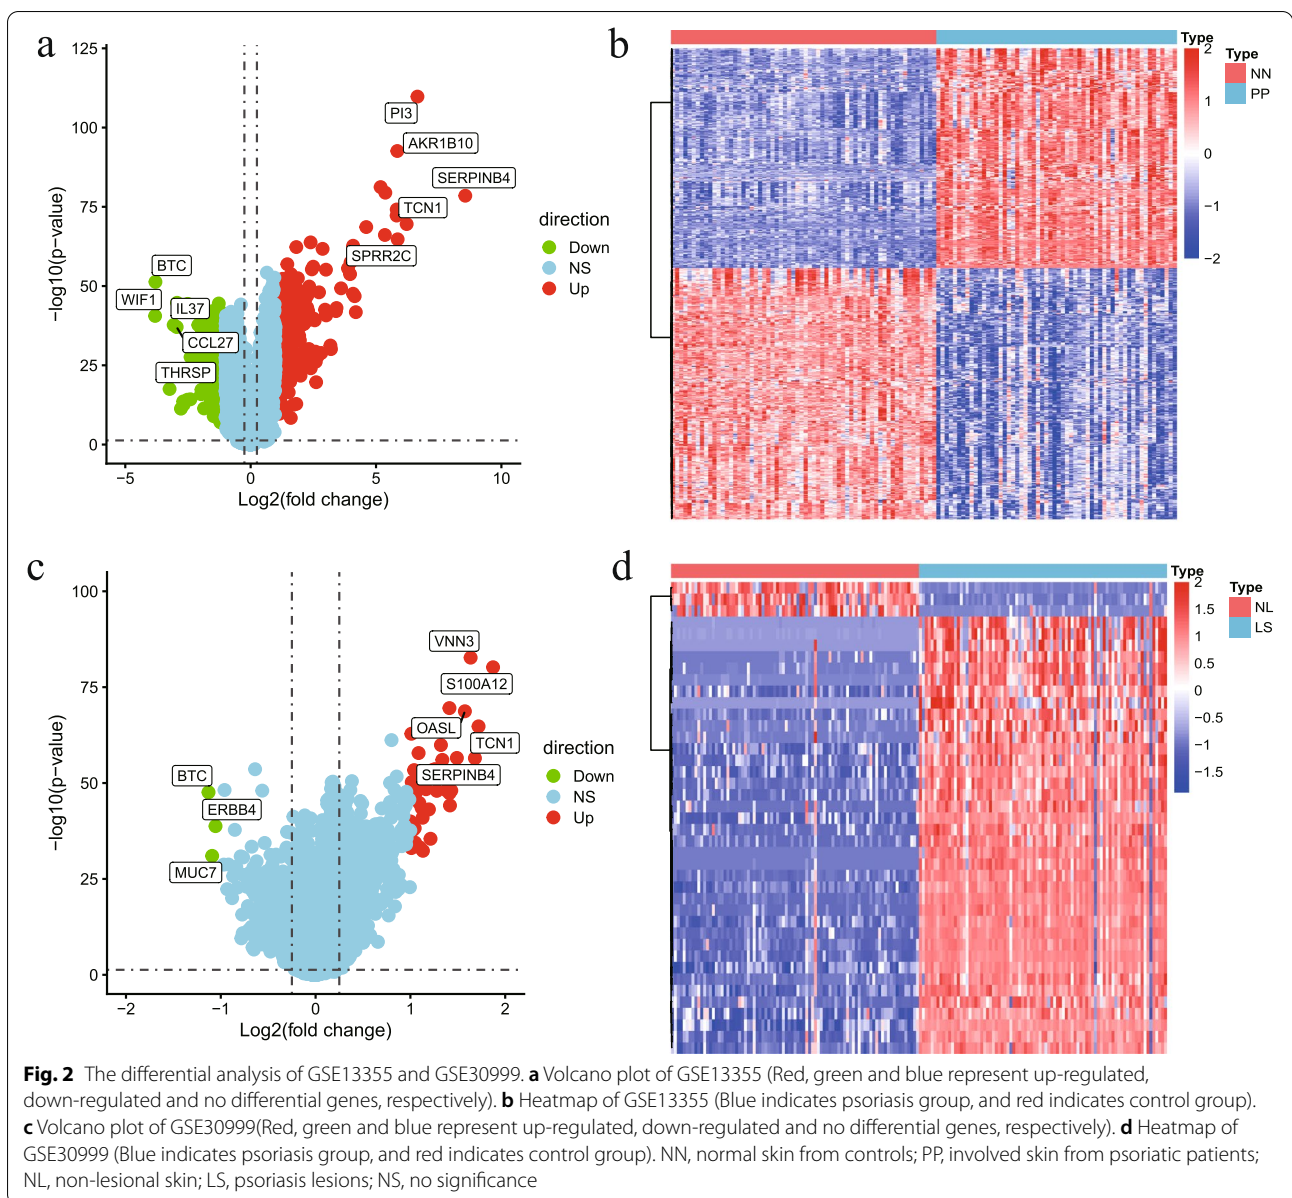 a
125
100
75
50
25
0
−log10(p−value)
−5
0
5
10
Log2(fold change)
PI3
AKR1B10
SERPINB4
TCN1
SPRR2C
BTC
WIF1
IL37
CCL27
THRSP
direction
Down
NS
Up
b
Type
2
1
0
−1
−2
Type
NN
PP
c
100
75
50
25
0
−log10(p−value)
−2
−1
0
1
2
Log2(fold change)
VNN3
S100A12
OASL
TCN1
SERPINB4
BTC
ERBB4
MUC7
direction
Down
NS
Up
d
Type
2
1.5
1
0.5
0
−0.5
−1
−1.5
Type
NL
LS
Fig. 2 The differential analysis of GSE13355 and GSE30999. a Volcano plot of GSE13355 (Red, green and blue represent up-regulated,
down-regulated and no differential genes, respectively). b Heatmap of GSE13355 (Blue indicates psoriasis group, and red indicates control group).
c Volcano plot of GSE30999(Red, green and blue represent up-regulated, down-regulated and no differential genes, respectively). d Heatmap of
GSE30999 (Blue indicates psoriasis group, and red indicates control group). NN, normal skin from controls; PP, involved skin from psoriatic patients;
NL, non-lesional skin; LS, psoriasis lesions; NS, no significance